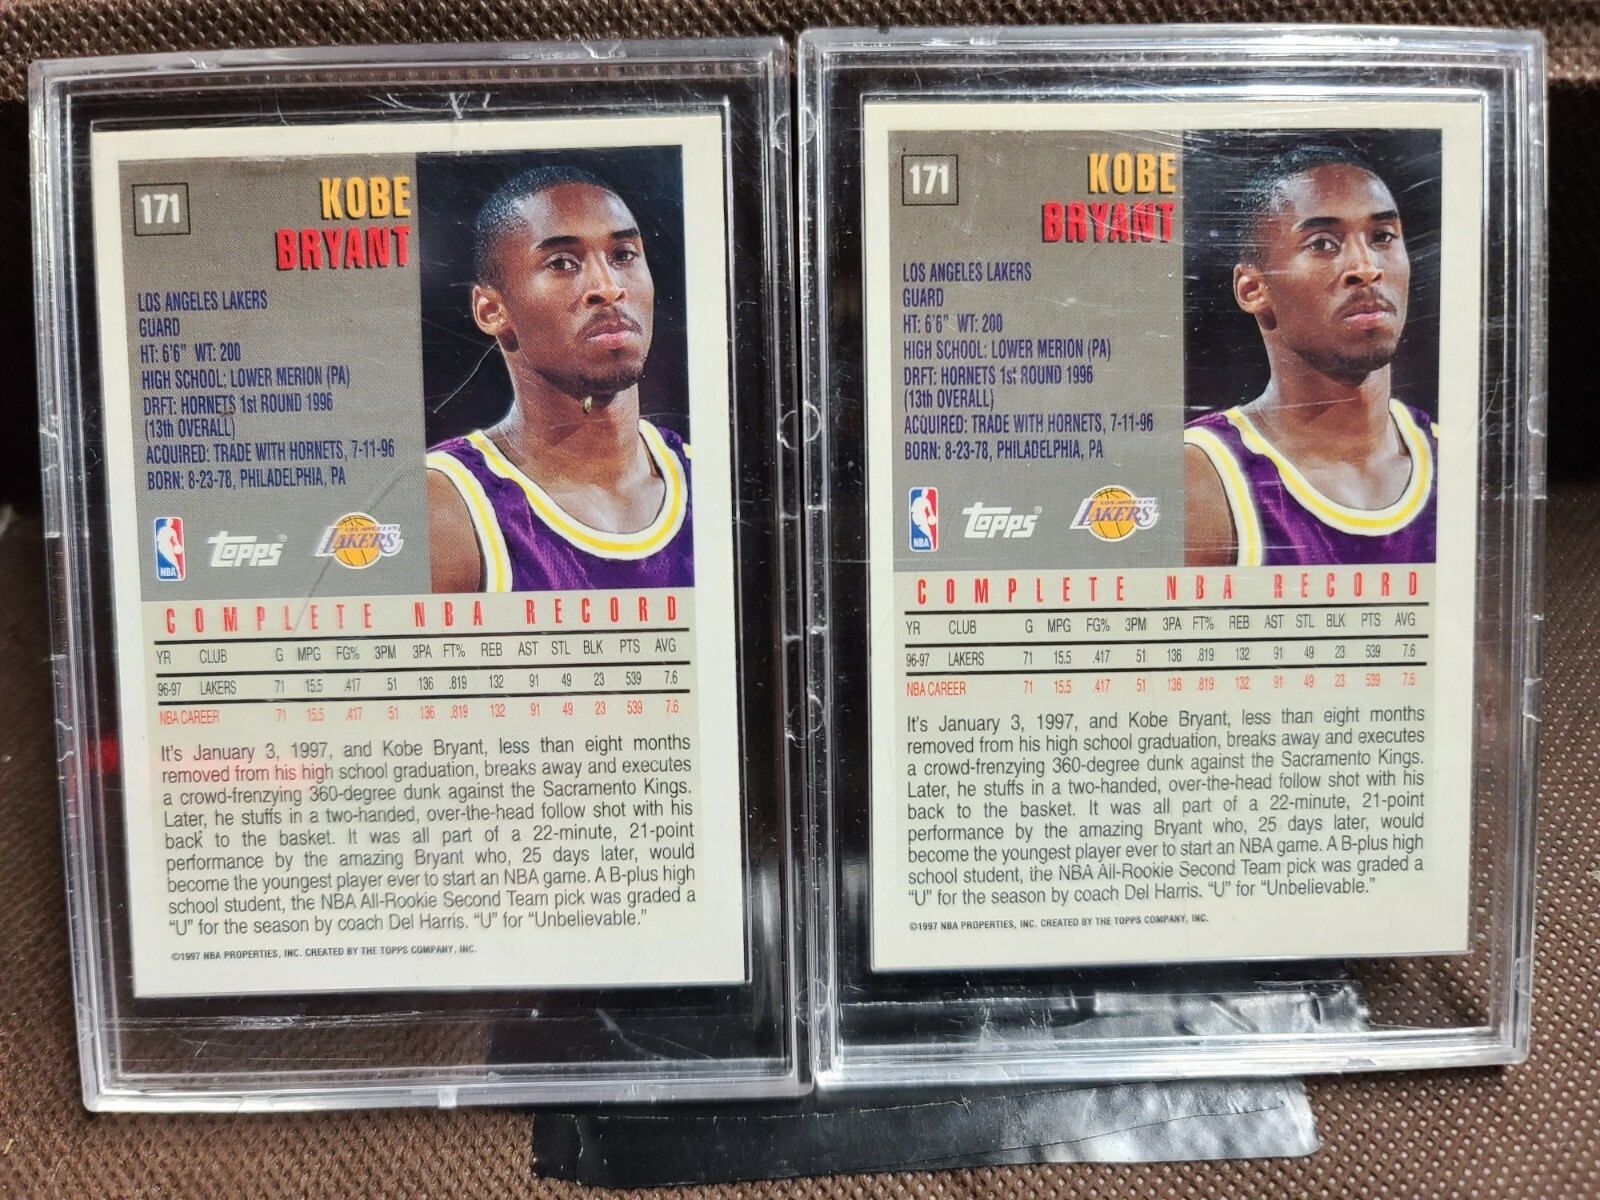 171
KOBE
BRYANT
LOS ANGELES LAKERS
GUARD
HT: 6'6" WT: 200
HIGH SCHOOL: LOWER MERION (PA)
DRFT: HORNETS 1st ROUND 1996
(13th OVERALL)
ACQUIRED: TRADE WITH HORNETS, 7-11-96
BORN: 8-23-78, PHILADELPHIA, PA
NBA
topps®
LOS ANGELES
LAKERS
COMPLETE NBA RECORD
YR CLUB G MPG FG% 3PM 3PA FT% REB AST STL BLK PTS AVG
96-97 LAKERS 71 15.5 .417 51 136 .819 132 91 49 23 539 7.6
NBA CAREER 71 15.5 .417 51 136 .819 132 91 49 23 539 7.6
It's January 3, 1997, and Kobe Bryant, less than eight months
removed from his high school graduation, breaks away and executes
a crowd-frenzying 360-degree dunk against the Sacramento Kings.
Later, he stuffs in a two-handed, over-the-head follow shot with his
back to the basket. It was all part of a 22-minute, 21-point
performance by the amazing Bryant who, 25 days later, would
become the youngest player ever to start an NBA game. A B-plus high
school student, the NBA All-Rookie Second Team pick was graded a
"U" for the season by coach Del Harris. "U" for "Unbelievable."
©1997 NBA PROPERTIES, INC. CREATED BY THE TOPPS COMPANY, INC.
171
KOBE
BRYANT
LOS ANGELES LAKERS
GUARD
HT: 6'6" WT: 200
HIGH SCHOOL: LOWER MERION (PA)
DRFT: HORNETS 1st ROUND 1996
(13th OVERALL)
ACQUIRED: TRADE WITH HORNETS, 7-11-96
BORN: 8-23-78, PHILADELPHIA, PA
NBA
topps®
LOS ANGELES
LAKERS
COMPLETE NBA RECORD
YR CLUB G MPG FG% 3PM 3PA FT% REB AST STL BLK PTS AVG
96-97 LAKERS 71 15.5 .417 51 136 .819 132 91 49 23 539 7.6
NBA CAREER 71 15.5 .417 51 136 .819 132 91 49 23 539 7.6
It's January 3, 1997, and Kobe Bryant, less than eight months
removed from his high school graduation, breaks away and executes
a crowd-frenzying 360-degree dunk against the Sacramento Kings.
Later, he stuffs in a two-handed, over-the-head follow shot with his
back to the basket. It was all part of a 22-minute, 21-point
performance by the amazing Bryant who, 25 days later, would
become the youngest player ever to start an NBA game. A B-plus high
school student, the NBA All-Rookie Second Team pick was graded a
"U" for the season by coach Del Harris. "U" for "Unbelievable."
©1997 NBA PROPERTIES, INC. CREATED BY THE TOPPS COMPANY, INC.